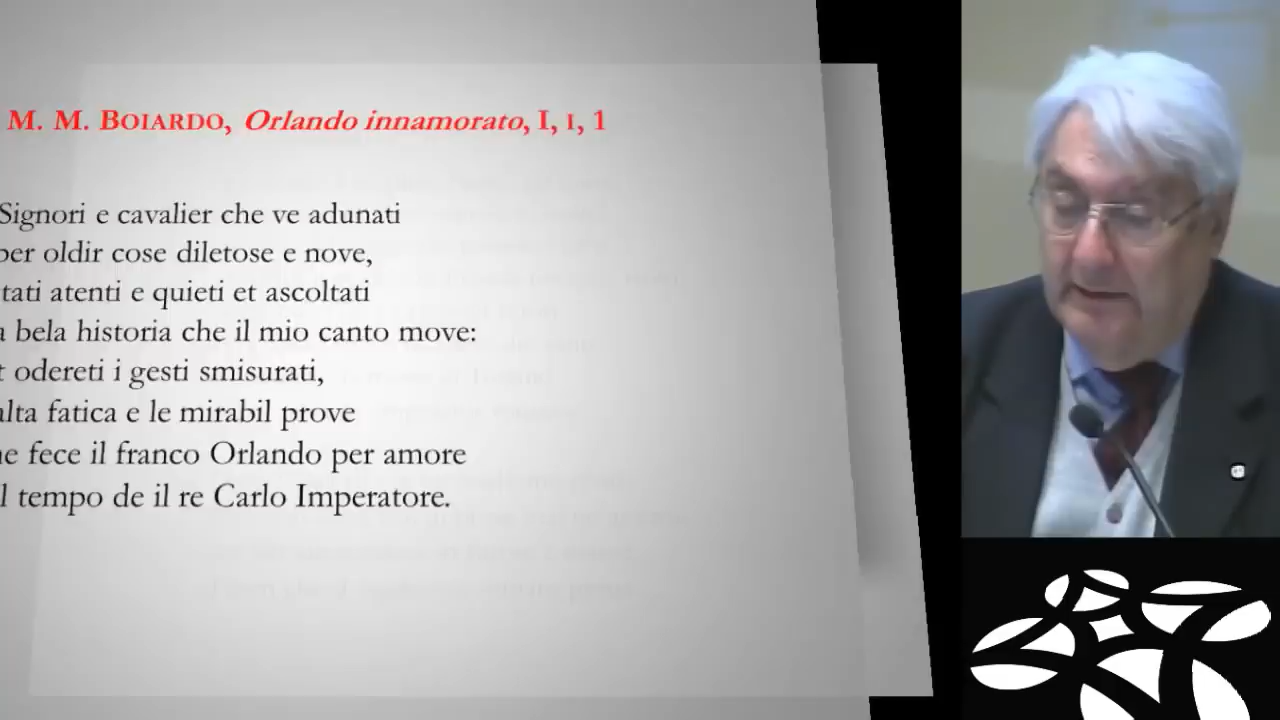 M. M. BOIARDO, Orlando innamorato, I, I, 1
Signori e cavalier che ve adunati
per oldir cose diletose e nove,
tati atenti e quieti et ascoltati
a bela historia che il mio canto move:
t odereti i gesti smisurati,
alta fatica e le mirabil prove
he fece il franco Orlando per amore
l tempo de il re Carlo Imperatore.